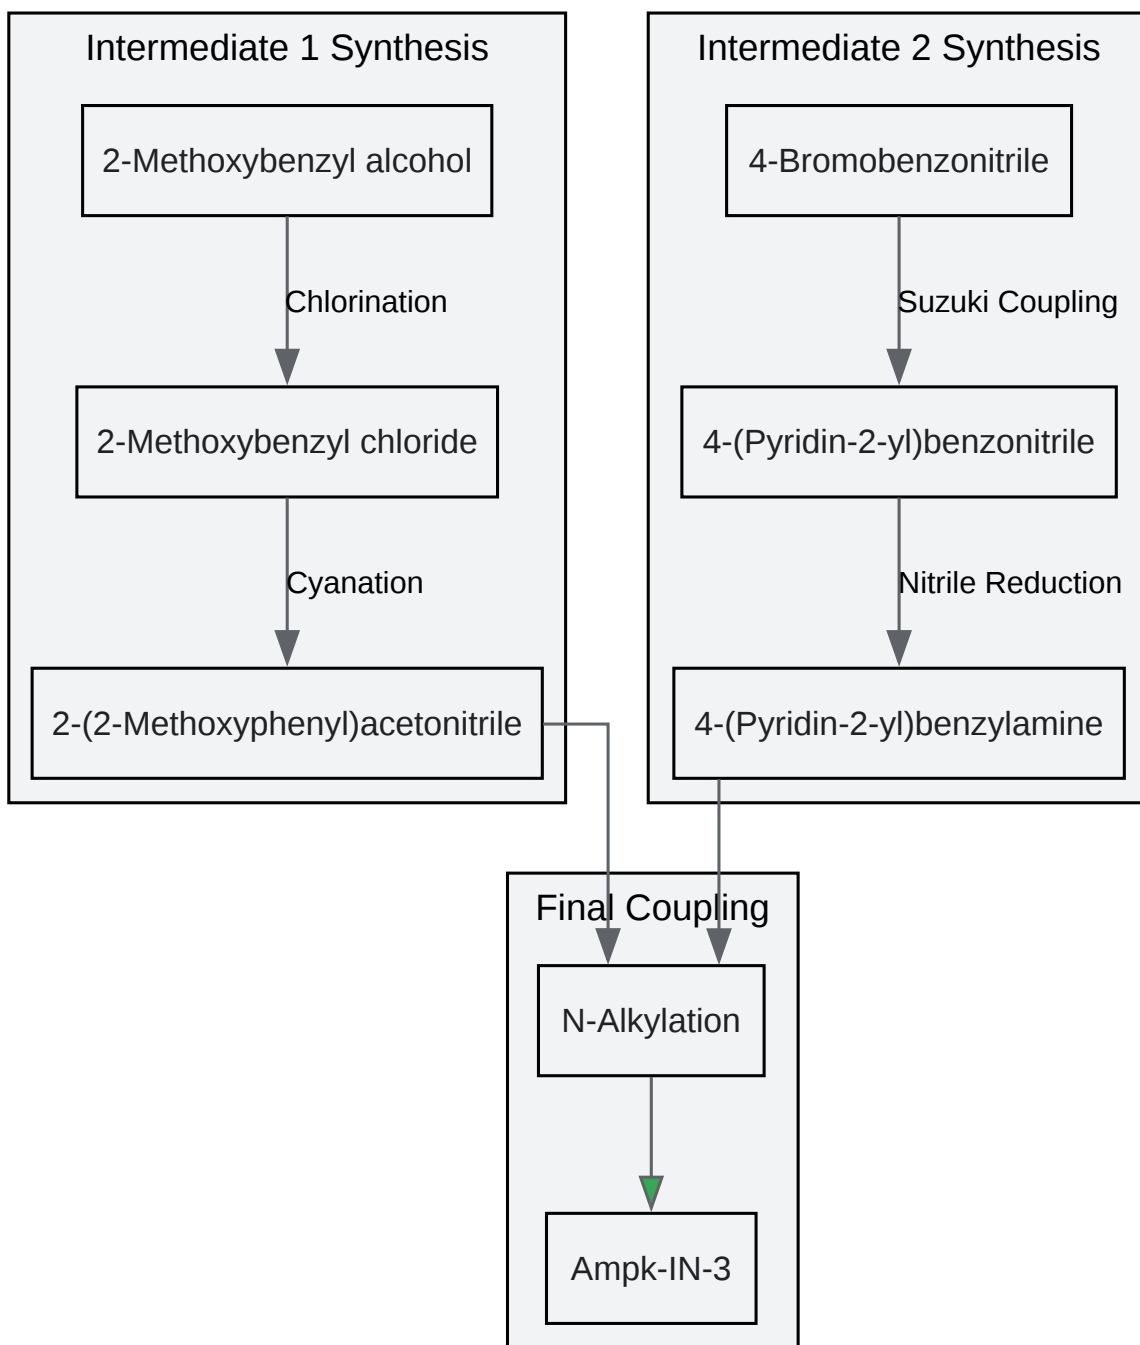 Intermediate 1 Synthesis
2-Methoxybenzyl alcohol
Chlorination
2-Methoxybenzyl chloride
Cyanation
2-(2-Methoxyphenyl)acetonitrile
Intermediate 2 Synthesis
4-Bromobenzonitrile
Suzuki Coupling
4-(Pyridin-2-yl)benzonitrile
Nitrile Reduction
4-(Pyridin-2-yl)benzylamine
Final Coupling
N-Alkylation
Ampk-IN-3